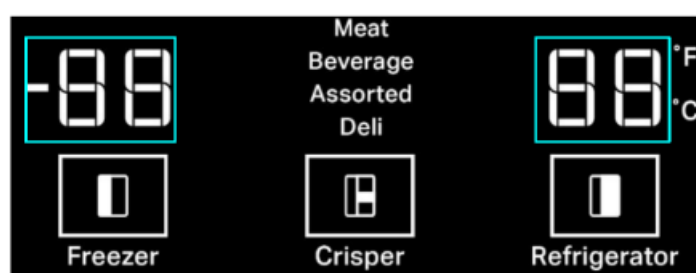 -88
Meat
Beverage
Assorted
Deli
88
°F
°C
Freezer
Crisper
Refrigerator